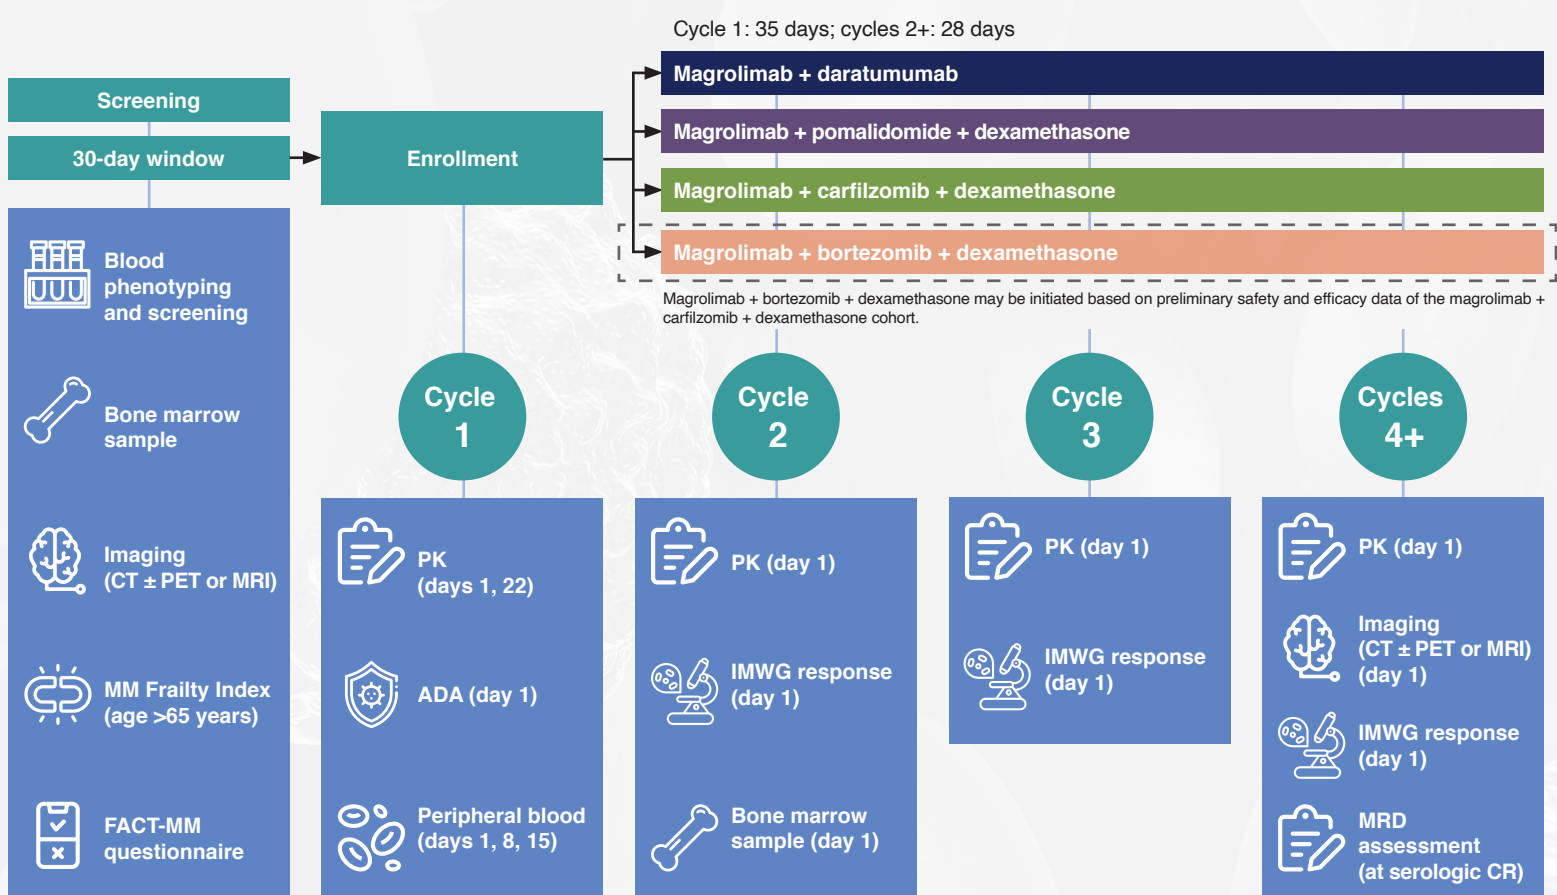 Cycle 1: 35 days; cycles 2+: 28 days
Screening
30-day window
Enrollment
Magrolimab + daratumumab
Magrolimab + pomalidomide + dexamethasone
Magrolimab + carfilzomib + dexamethasone
Magrolimab + bortezomib + dexamethasone
Magrolimab + bortezomib + dexamethasone may be initiated based on preliminary safety and efficacy data of the magrolimab +
carfilzomib + dexamethasone cohort.
Blood
phenotyping
and screening
Bone marrow
sample
Imaging
(CT ± PET or MRI)
MM Frailty Index
(age >65 years)
FACT-MM
questionnaire
Cycle
1
PK
(days 1, 22)
ADA (day 1)
Peripheral blood
(days 1, 8, 15)
Cycle
2
PK (day 1)
IMWG response
(day 1)
Bone marrow
sample (day 1)
Cycle
3
PK (day 1)
IMWG response
(day 1)
Cycles
4+
PK (day 1)
Imaging
(CT ± PET or MRI)
(day 1)
IMWG response
(day 1)
MRD
assessment
(at serologic CR)